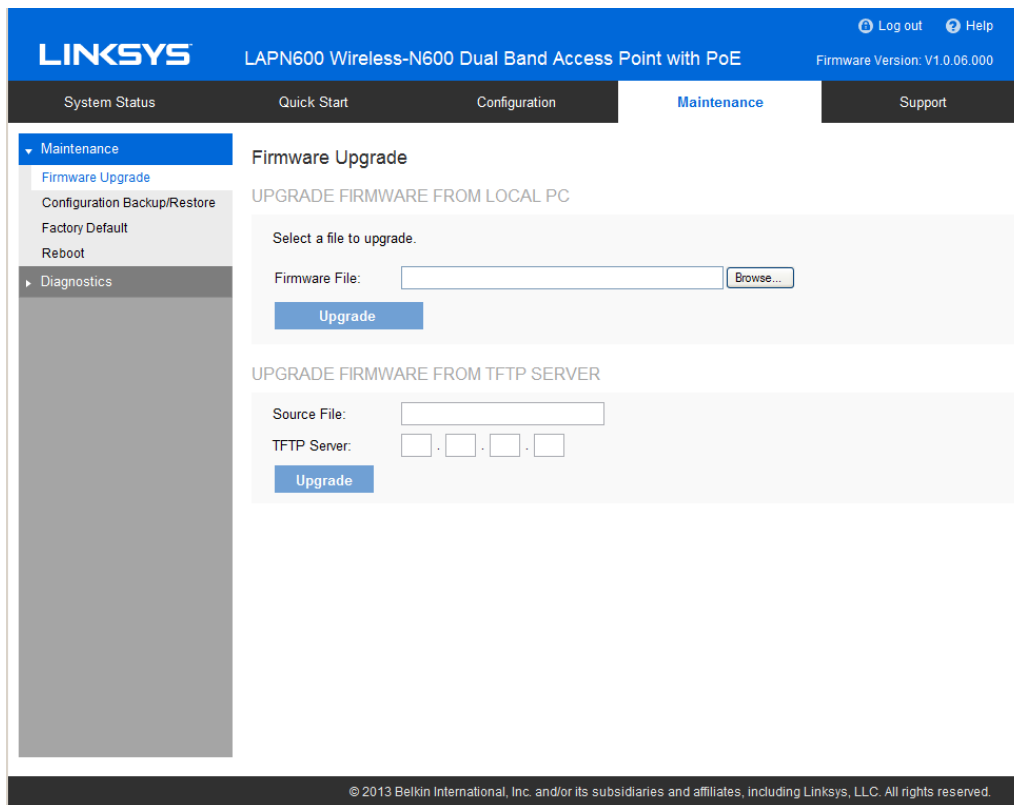 Log out Help
LINKSYS LAPN600 Wireless-N600 Dual Band Access Point with PoE Firmware Version: V1.0.06.000
System Status Quick Start Configuration Maintenance Support
Maintenance
Firmware Upgrade
Configuration Backup/Restore
Factory Default
Reboot
Diagnostics
Firmware Upgrade
UPGRADE FIRMWARE FROM LOCAL PC
Select a file to upgrade.
Firmware File: Browse...
Upgrade
UPGRADE FIRMWARE FROM TFTP SERVER
Source File:
TFTP Server: . . .
Upgrade
© 2013 Belkin International, Inc. and/or its subsidiaries and affiliates, including Linksys, LLC. All rights reserved.